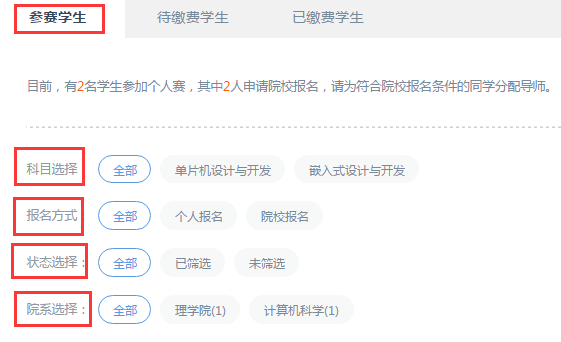 参赛学生 待缴费学生 已缴费学生
目前，有2名学生参加个人赛，其中2人申请院校报名，请为符合院校报名条件的同学分配导师。
科目选择 全部 单片机设计与开发 嵌入式设计与开发
报名方式 全部 个人报名 院校报名
状态选择： 全部 已筛选 未筛选
院系选择： 全部 理学院(1) 计算机科学(1)